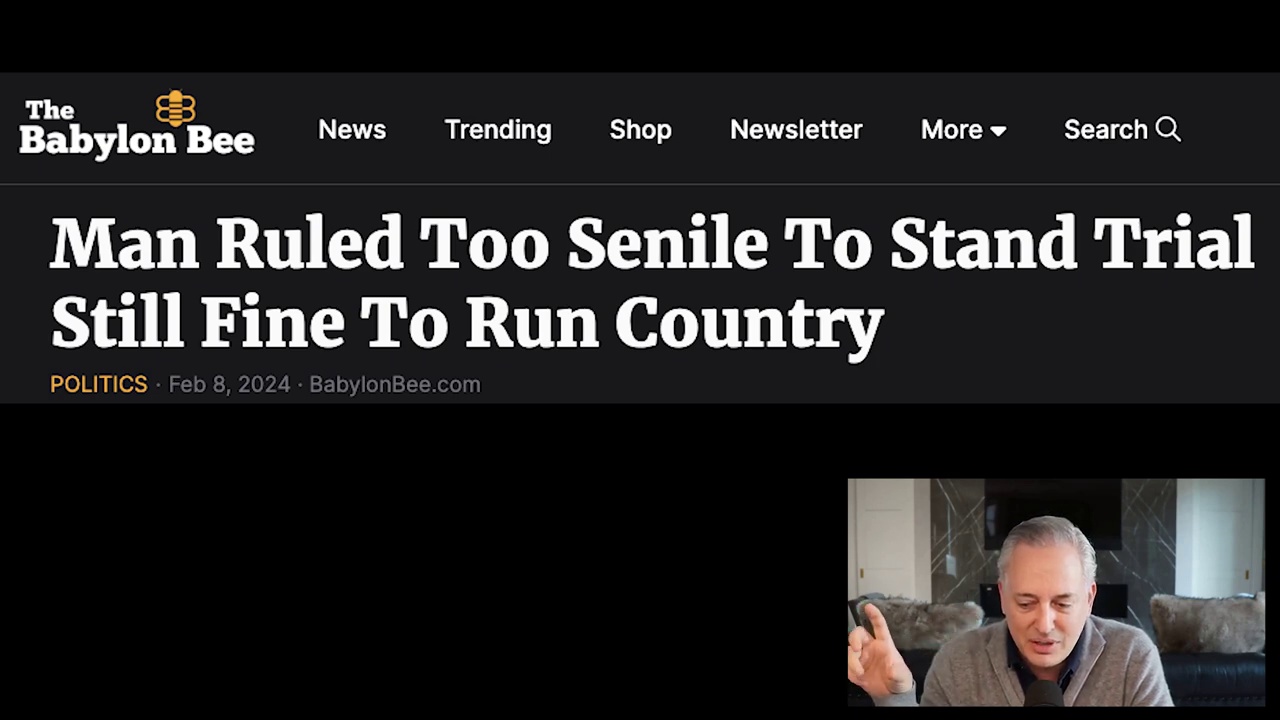 The
Babylon Bee
News Trending Shop Newsletter More Search
Man Ruled Too Senile To Stand Trial
Still Fine To Run Country
POLITICS · Feb 8, 2024 · BabylonBee.com